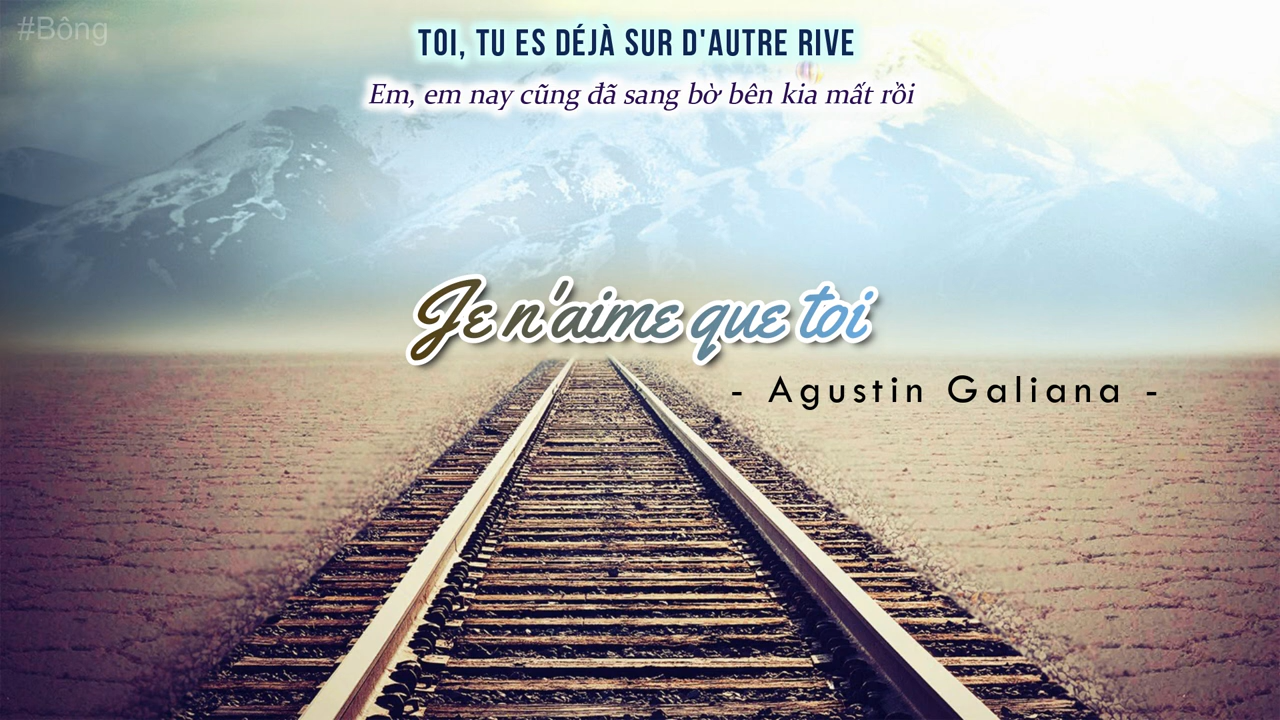 #Bông
TOI, TU ES DÉJÀ SUR D'AUTRE RIVE
Em, em nay cũng đã sang bờ bên kia mất rồi
Je n'aime que toi
- Agustin Galiana -